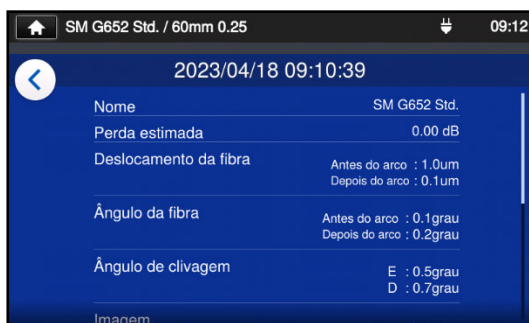 SM G652 Std. / 60mm 0.25 09:12
2023/04/18 09:10:39
Nome SM G652 Std.
Perda estimada 0.00 dB
Deslocamento da fibra
Antes do arco : 1.0um
Depois do arco : 0.1um
Ângulo da fibra
Antes do arco : 0.1grau
Depois do arco : 0.2grau
Ângulo de clivagem
E : 0.5grau
D : 0.7grau
Imagem